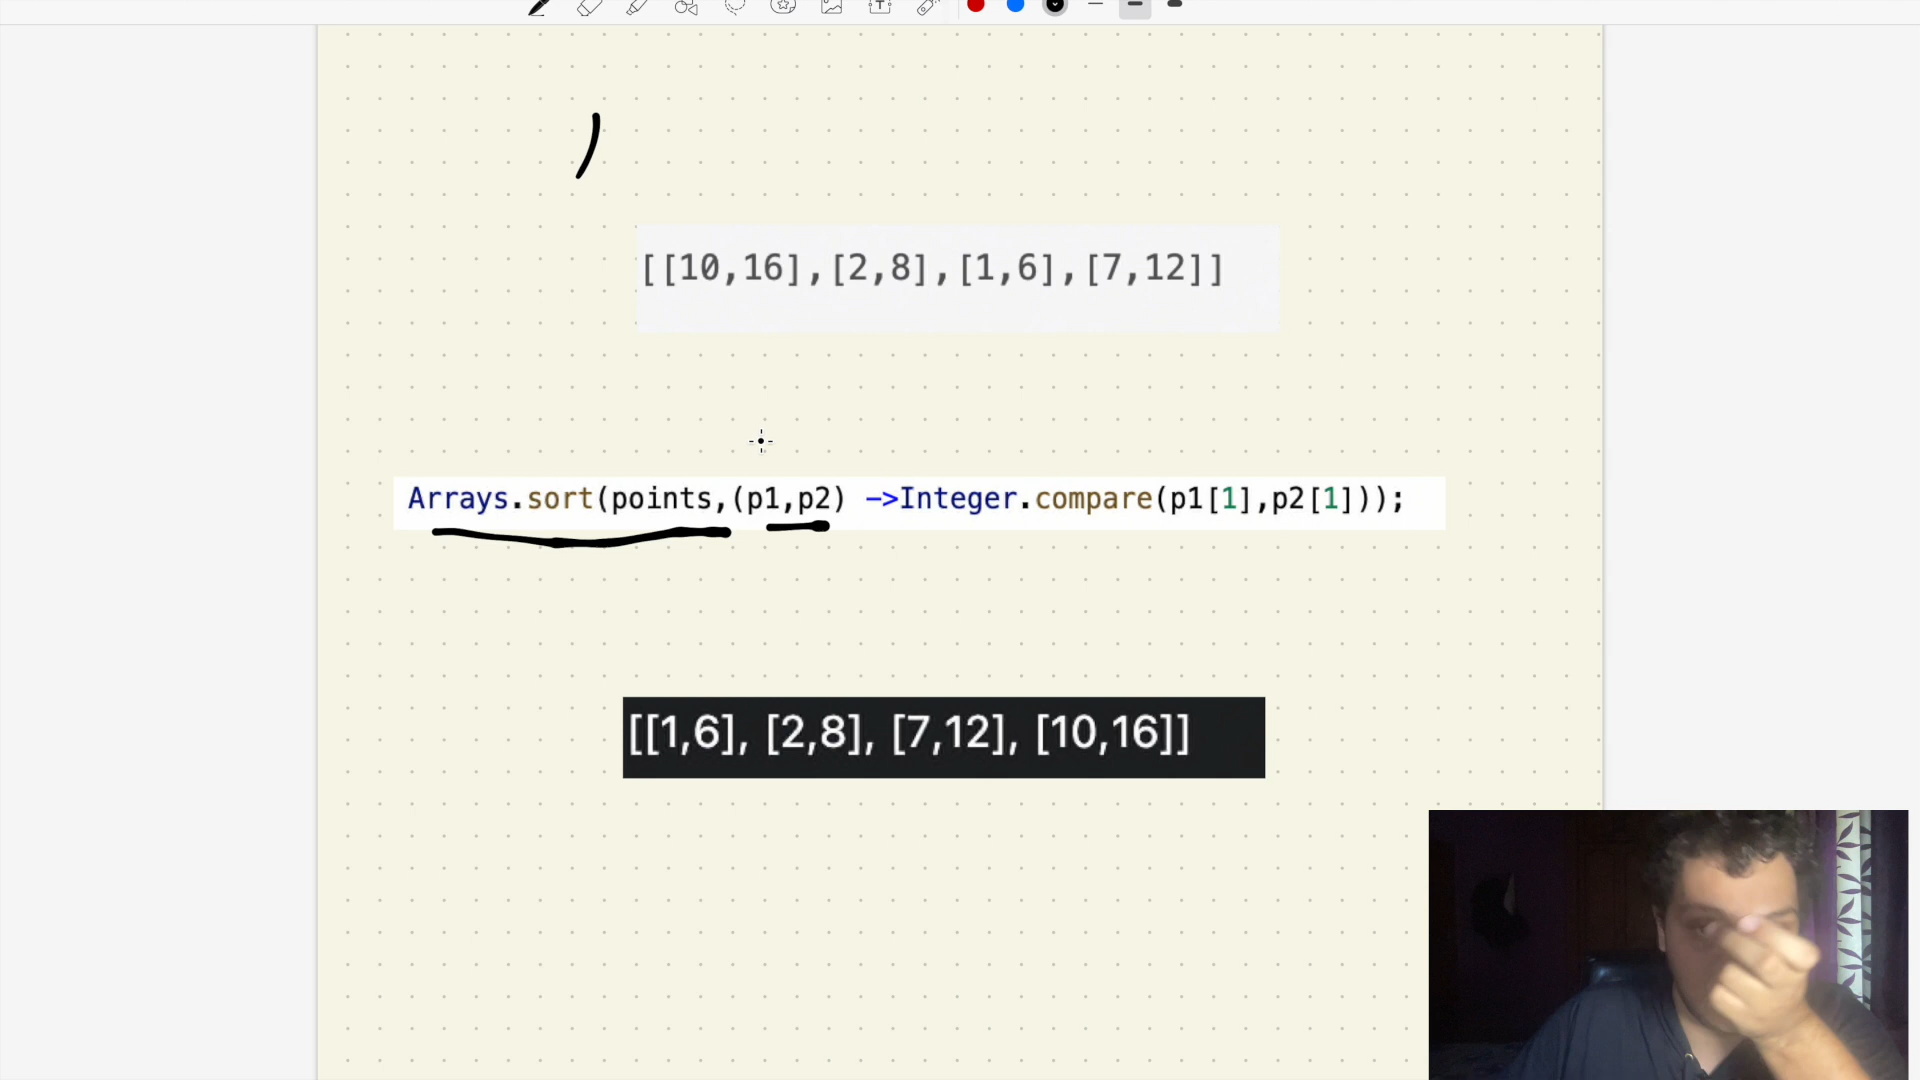 [[10,16],[2,8],[1,6],[7,12]]
Arrays.sort(points,(p1,p2) ->Integer.compare(p1[1],p2[1]));
[[1,6], [2,8], [7,12], [10,16]]